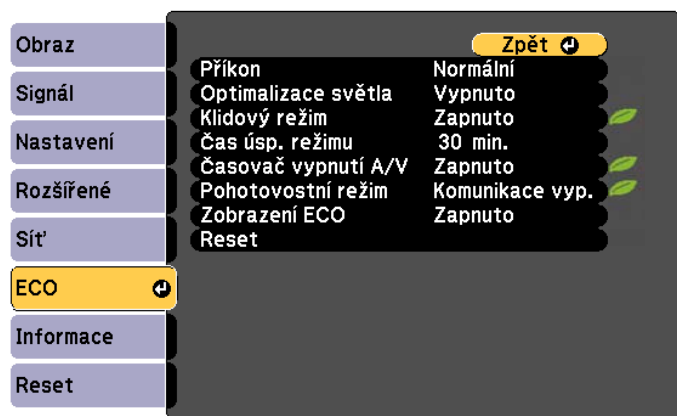 Obraz
Signál
Nastavení
Rozšířené
Síť
ECO
Informace
Reset
Zpět
Příkon Normální
Optimalizace světla Vypnuto
Klidový režim Zapnuto
Čas úsp. režimu 30 min.
Časovač vypnutí A/V Zapnuto
Pohotovostní režim Komunikace vyp.
Zobrazení ECO Zapnuto
Reset